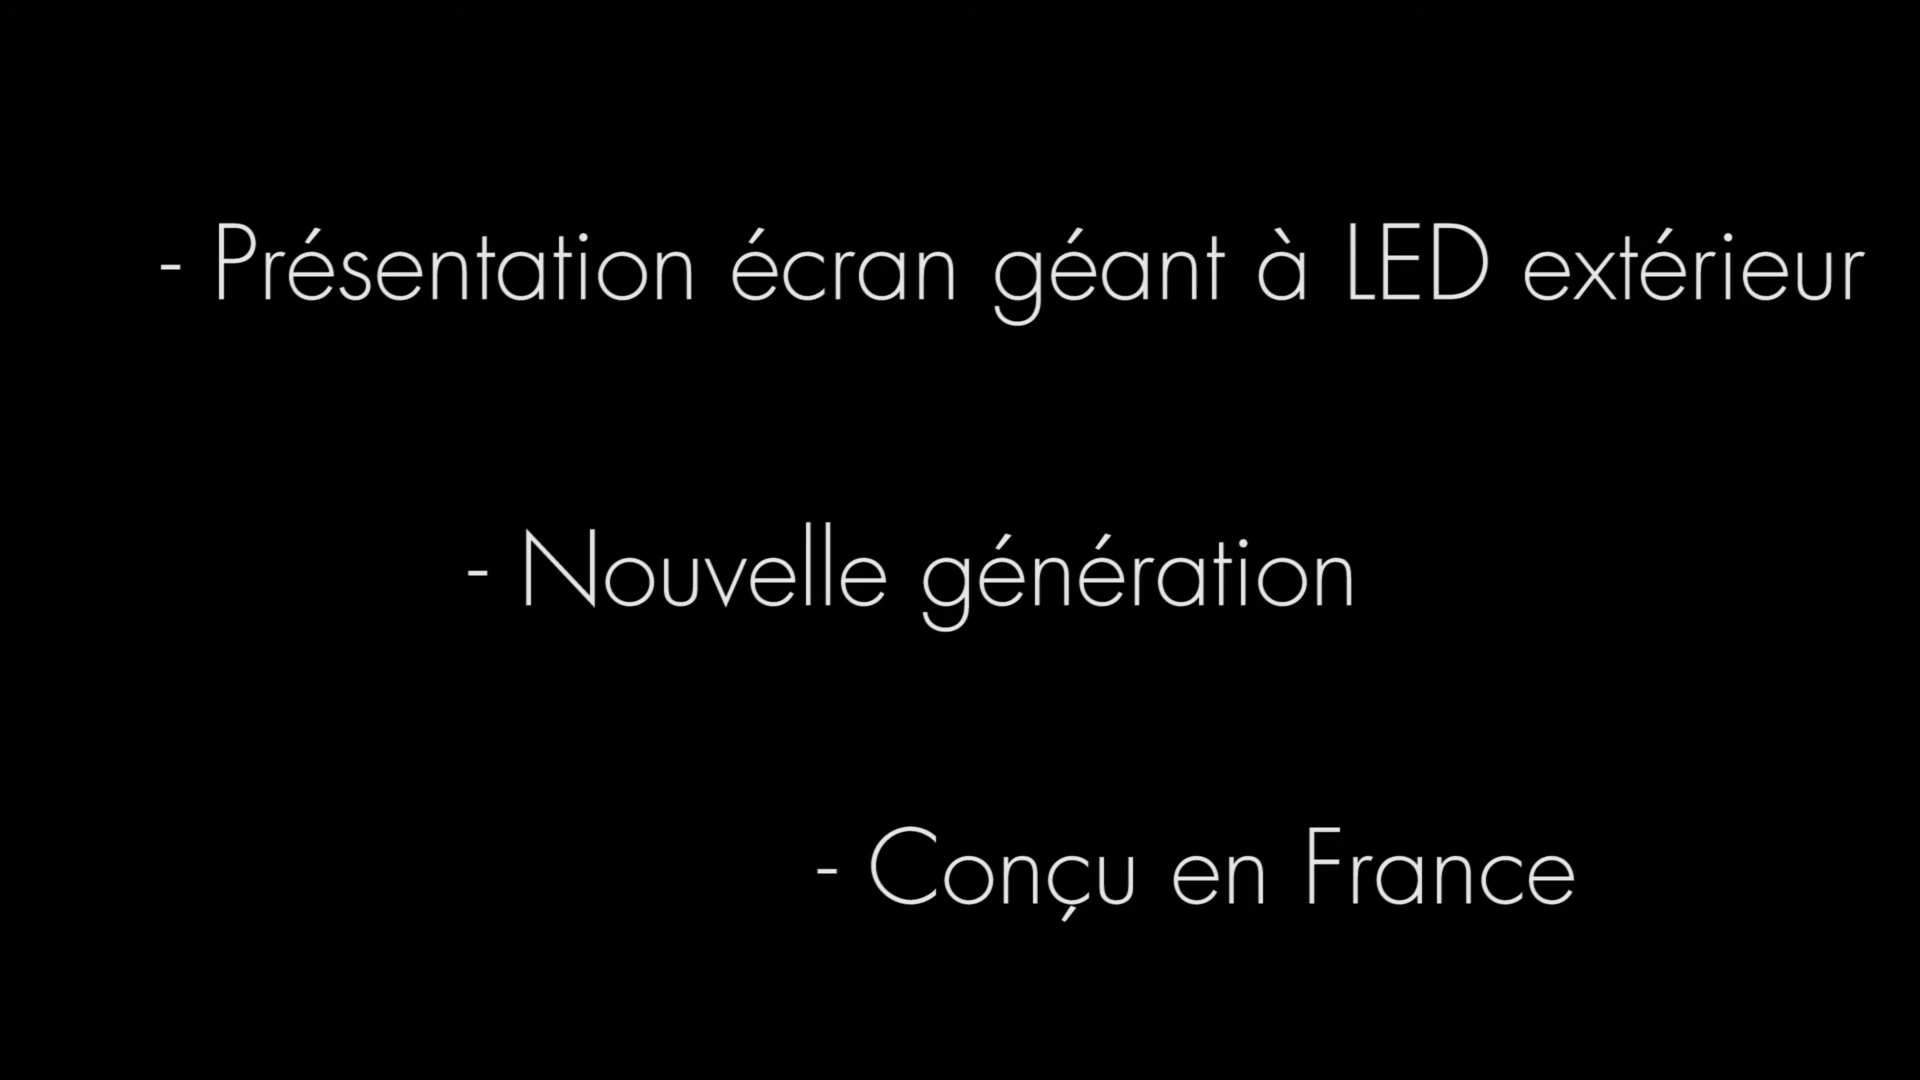 - Présentation écran géant à LED extérieur
- Nouvelle génération
- Conçu en France